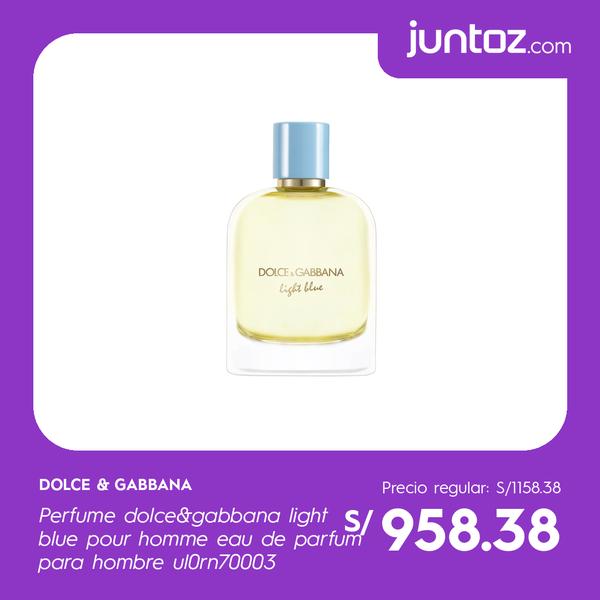 juntoz.com
DOLCE & GABBANA
light blue
DOLCE & GABBANA
Perfume dolce&gabbana light
blue pour homme eau de parfum
para hombre ul0rn70003
Precio regular: S/1158.38
S/ 958.38